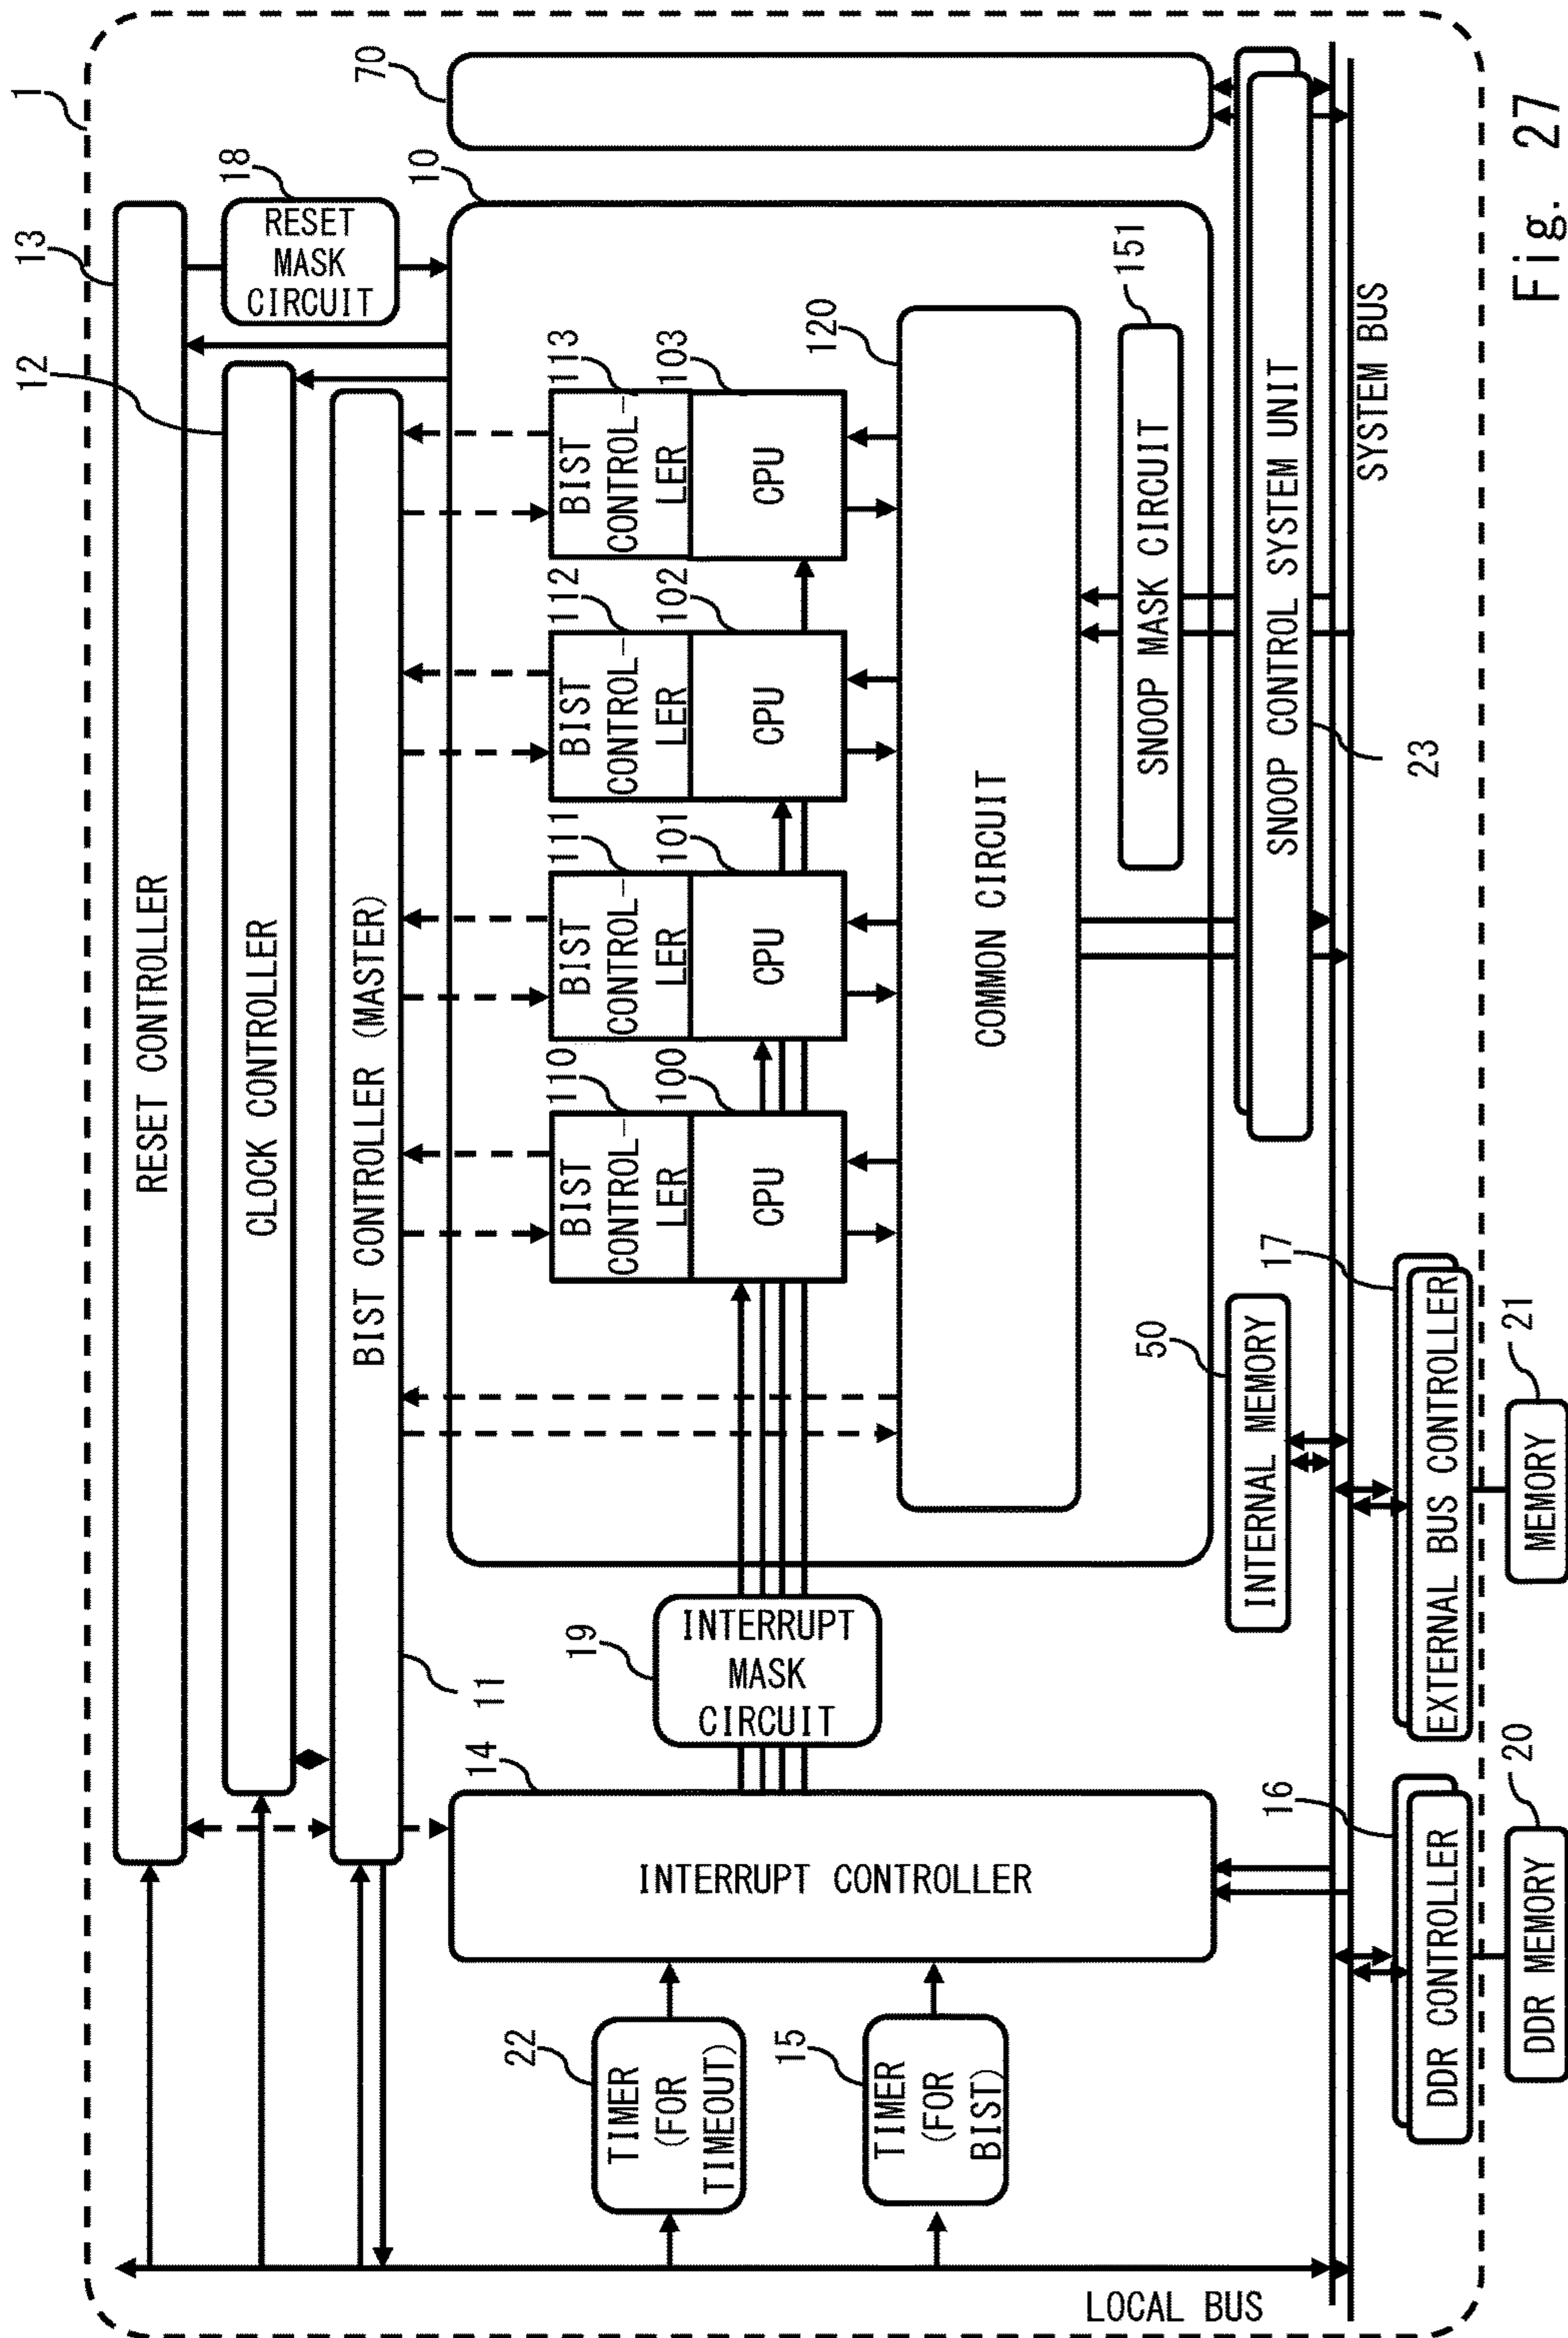 1
RESET CONTROLLER
13
CLOCK CONTROLLER
12
BIST CONTROLLER (MASTER)
11
RESET
MASK
CIRCUIT
18
10
70
TIMER
(FOR
TIMEOUT)
22
TIMER
(FOR
BIST)
15
INTERRUPT CONTROLLER
14
INTERRUPT
MASK
CIRCUIT
19
BIST
CONTROL-
LER
110
CPU
100
BIST
CONTROL-
LER
111
CPU
101
BIST
CONTROL-
LER
112
CPU
102
BIST
CONTROL-
LER
113
CPU
103
COMMON CIRCUIT
120
SNOOP MASK CIRCUIT
151
SNOOP CONTROL SYSTEM UNIT
23
INTERNAL MEMORY
50
LOCAL BUS
SYSTEM BUS
DDR CONTROLLER
16
EXTERNAL BUS CONTROLLER
17
DDR MEMORY
20
MEMORY
21
Fig. 27